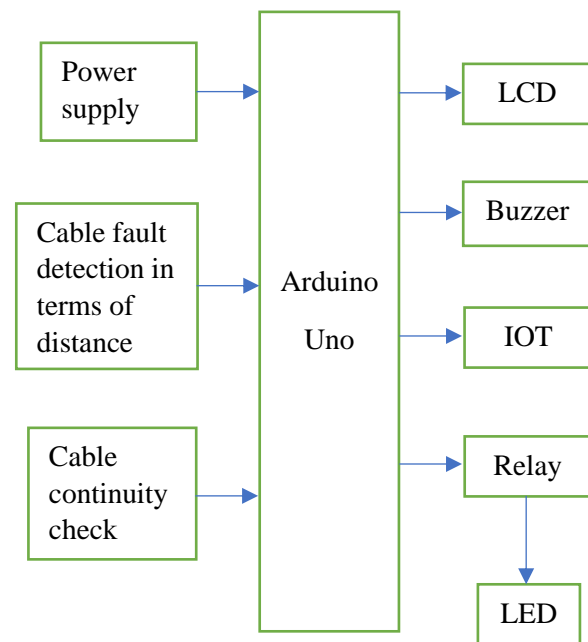 Power
supply
Cable fault
detection in
terms of
distance
Cable
continuity
check
Arduino
Uno
LCD
Buzzer
IOT
Relay
LED